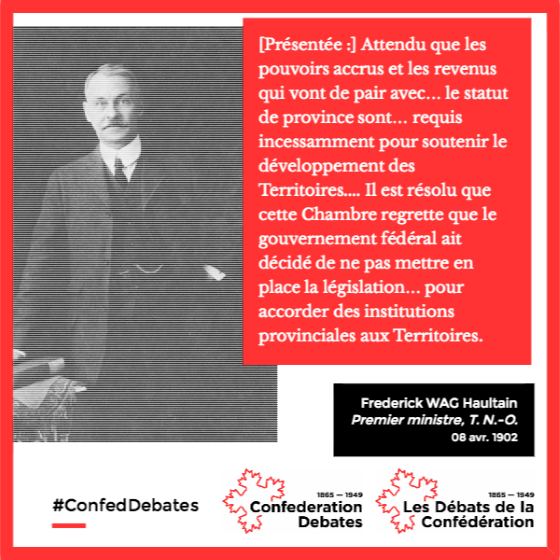 [Présentée :] Attendu que les
pouvoirs accrus et les revenus
qui vont de pair avec... le statut
de province sont... requis
incessamment pour soutenir le
développement des
Territoires.... Il est résolu que
cette Chambre regrette que le
gouvernement fédéral ait
décidé de ne pas mettre en
place la législation... pour
accorder des institutions
provinciales aux Territoires.
Frederick WAG Haultain
Premier ministre, T. N.-O.
08 avr. 1902
#ConfedDebates
1865 — 1949
Confederation
Debates
1865 — 1949
Les Débats de la
Confédération